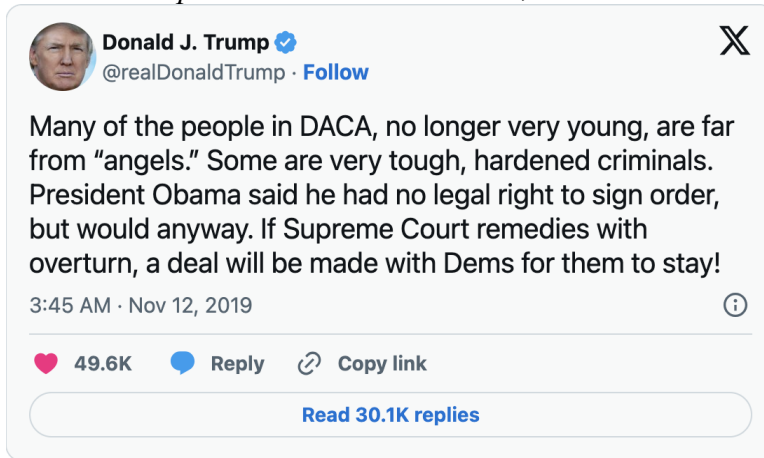 Donald J. Trump
@realDonaldTrump · Follow
Many of the people in DACA, no longer very young, are far
from “angels.” Some are very tough, hardened criminals.
President Obama said he had no legal right to sign order,
but would anyway. If Supreme Court remedies with
overturn, a deal will be made with Dems for them to stay!
3:45 AM · Nov 12, 2019
49.6K Reply Copy link
Read 30.1K replies